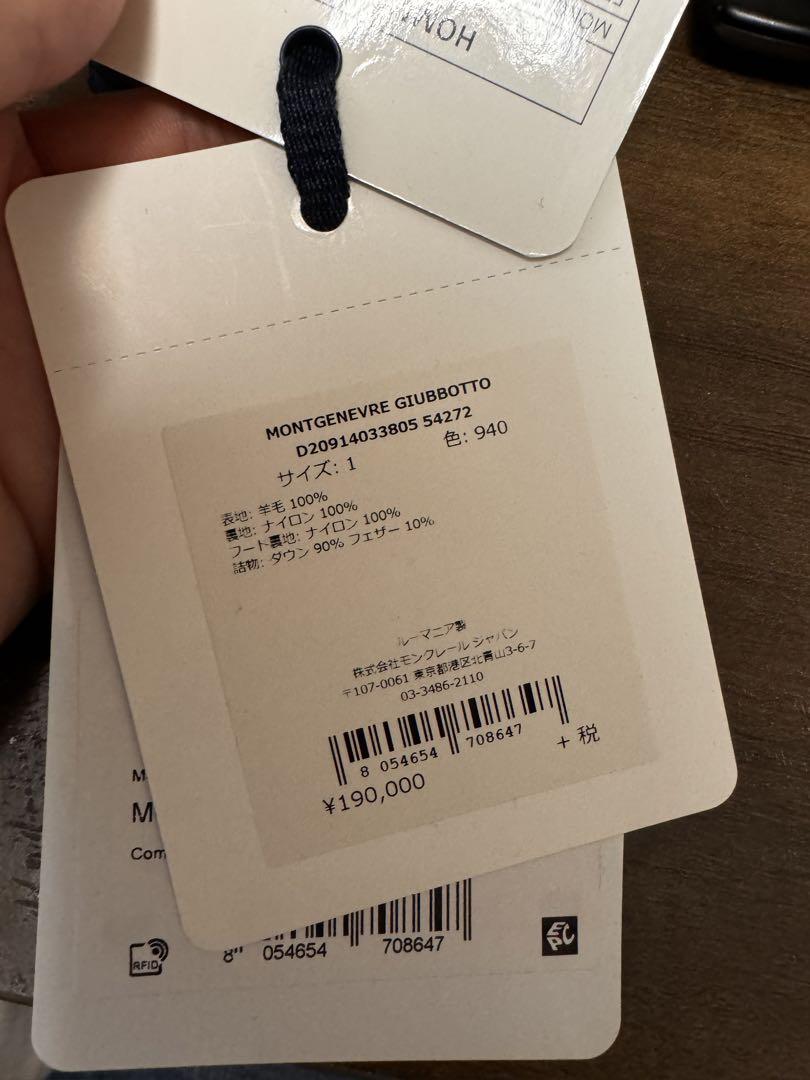 HOM
MON
MONTGENEVRE GIUBBOTTO
D20914033805 54272
サイズ: 1
色: 940
表地: 羊毛 100%
裏地: ナイロン 100%
フード裏地: ナイロン 100%
詰物: ダウン 90% フェザー 10%
ルーマニア製
株式会社モンクレール ジャパン
〒107-0061 東京都港区北青山3-6-7
03-3486-2110
8 054654 708647
+ 税
¥190,000
M
M
Com
RFID
8 054654 708647
EPC